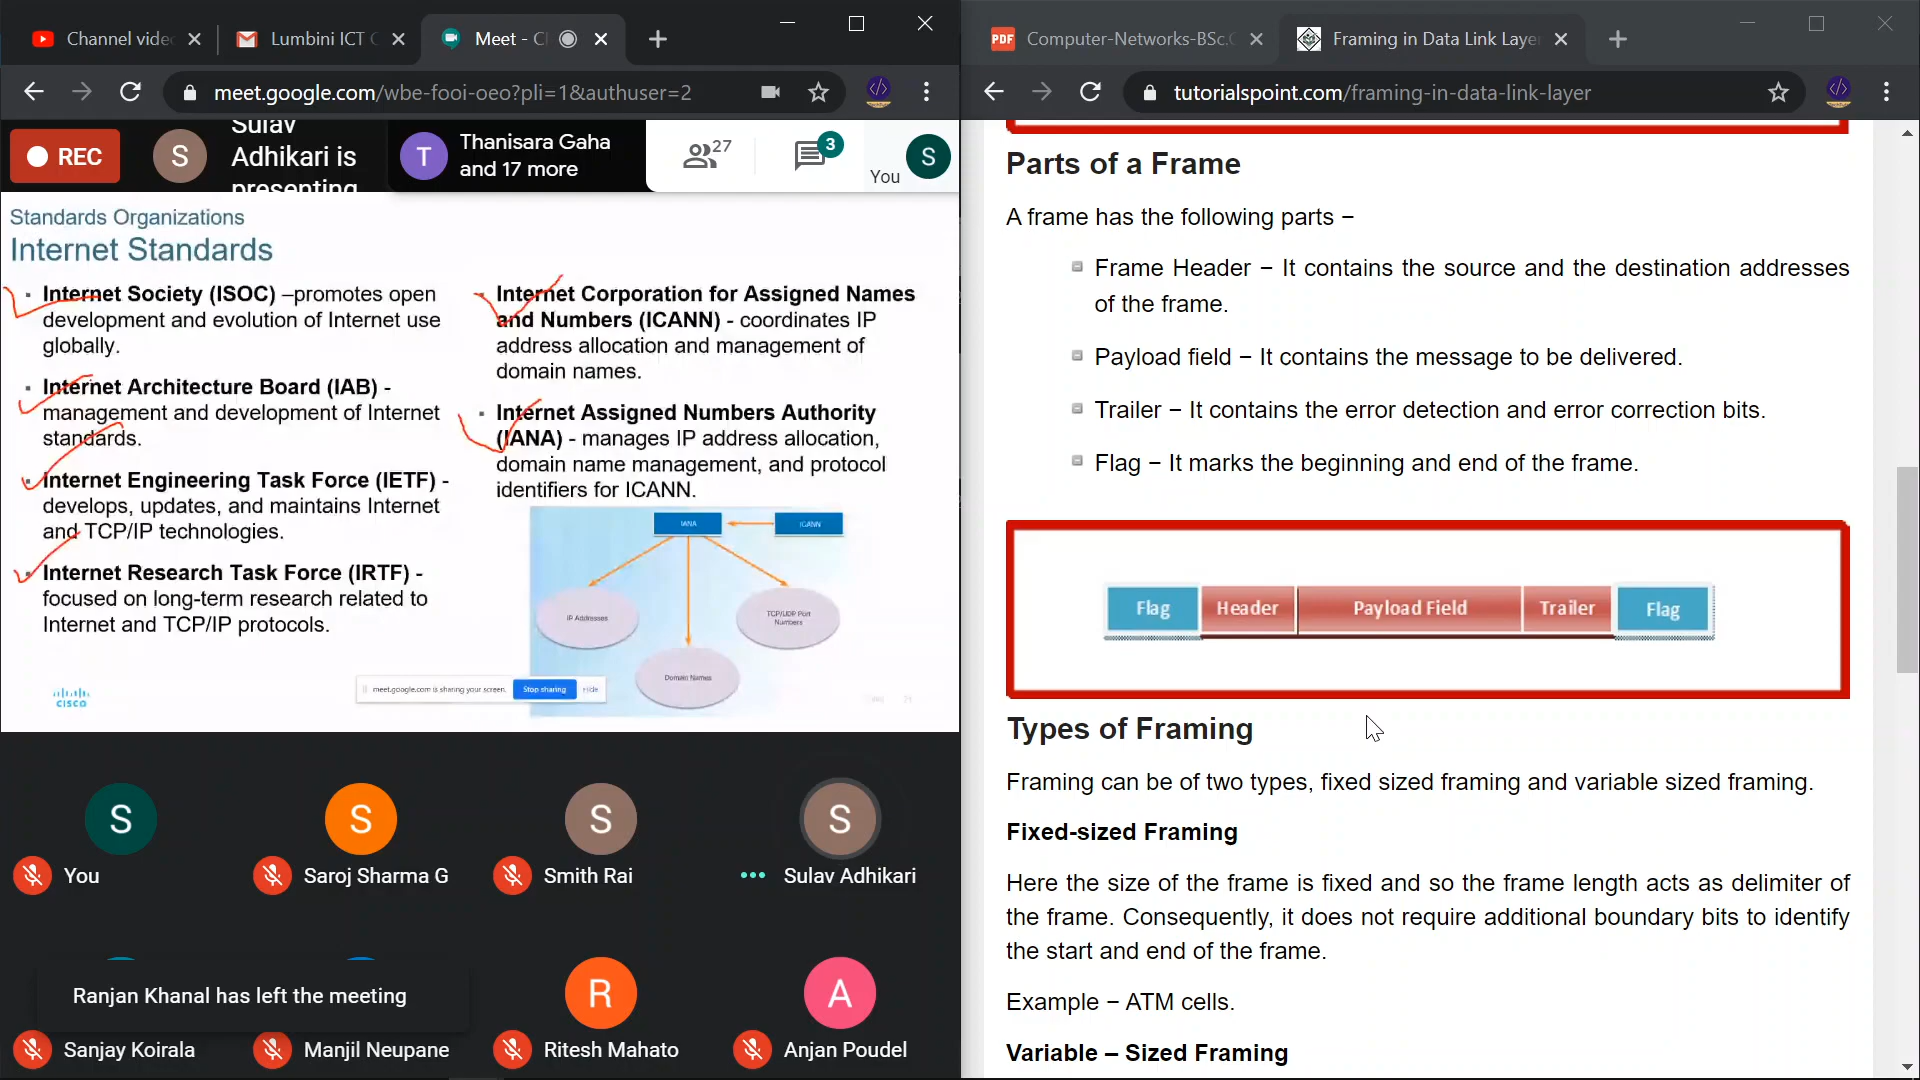 Channel vide
Lumbini ICT C
Meet - Cl
meet.google.com/wbe-fooi-oeo?pli=1&authuser=2
REC
S
Sulav
Adhikari is
presenting
T
Thanisara Gaha
and 17 more
27
3
You
S
Standards Organizations
Internet Standards
Internet Society (ISOC) –promotes open
development and evolution of Internet use
globally.
Internet Architecture Board (IAB) -
management and development of Internet
standards.
Internet Engineering Task Force (IETF) -
develops, updates, and maintains Internet
and TCP/IP technologies.
Internet Research Task Force (IRTF) -
focused on long-term research related to
Internet and TCP/IP protocols.
Internet Corporation for Assigned Names
and Numbers (ICANN) - coordinates IP
address allocation and management of
domain names.
Internet Assigned Numbers Authority
(IANA) - manages IP address allocation,
domain name management, and protocol
identifiers for ICANN.
IANA
ICANN
IP Addresses
TCP/UDP Port
Numbers
Domain Names
meet.google.com is sharing your screen.
Stop sharing
Hide
CISCO
S
You
S
Saroj Sharma G
S
Smith Rai
S
Sulav Adhikari
Ranjan Khanal has left the meeting
R
A
Sanjay Koirala
Manjil Neupane
Ritesh Mahato
Anjan Poudel
PDF
Computer-Networks-BSc.C
Framing in Data Link Laye
tutorialspoint.com/framing-in-data-link-layer
Parts of a Frame
A frame has the following parts −
Frame Header − It contains the source and the destination addresses
of the frame.
Payload field − It contains the message to be delivered.
Trailer − It contains the error detection and error correction bits.
Flag − It marks the beginning and end of the frame.
Flag
Header
Payload Field
Trailer
Flag
Types of Framing
Framing can be of two types, fixed sized framing and variable sized framing.
Fixed-sized Framing
Here the size of the frame is fixed and so the frame length acts as delimiter of
the frame. Consequently, it does not require additional boundary bits to identify
the start and end of the frame.
Example − ATM cells.
Variable – Sized Framing